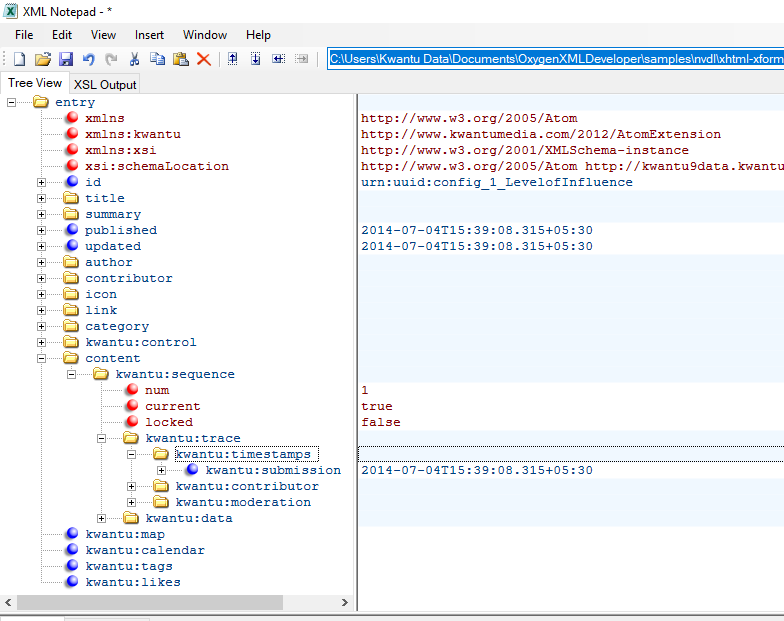 XML Notepad - *
File Edit View Insert Window Help
C:\Users\Kwantu Data\Documents\OxygenXMLDeveloper\samples\nvdl\xhtml-xform
Tree View XSL Output
entry
xmlns http://www.w3.org/2005/Atom
xmlns:kwantu http://www.kwantumedia.com/2012/AtomExtension
xmlns:xsi http://www.w3.org/2001/XMLSchema-instance
xsi:schemaLocation http://www.w3.org/2005/Atom http://kwantu9data.kwantu
id urn:uuid:config_1_LevelofInfluence
title
summary
published 2014-07-04T15:39:08.315+05:30
updated 2014-07-04T15:39:08.315+05:30
author
contributor
icon
link
category
kwantu:control
content
kwantu:sequence
num 1
current true
locked false
kwantu:trace
kwantu:timestamps
kwantu:submission 2014-07-04T15:39:08.315+05:30
kwantu:contributor
kwantu:moderation
kwantu:data
kwantu:map
kwantu:calendar
kwantu:tags
kwantu:likes